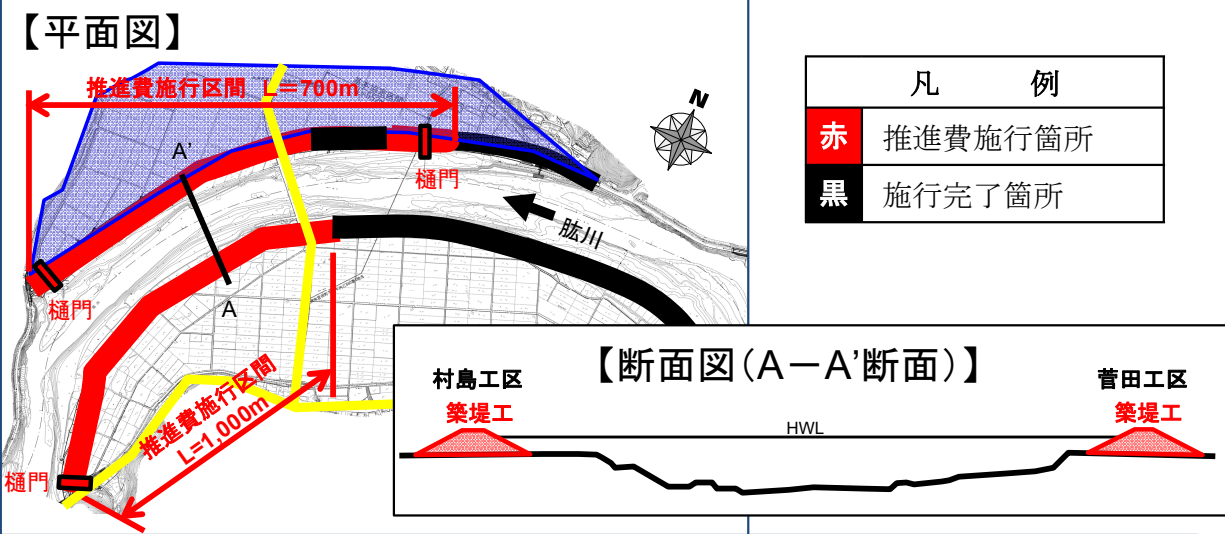 【平面図】
推進費施行区間 L=700m
N
A'
樋門
肱川
樋門
A
推進費施行区間
L=1,000m
樋門
凡 例
赤 推進費施行箇所
黒 施行完了箇所
【断面図(A-A'断面)】
村島工区
築堤工
菅田工区
築堤工
HWL